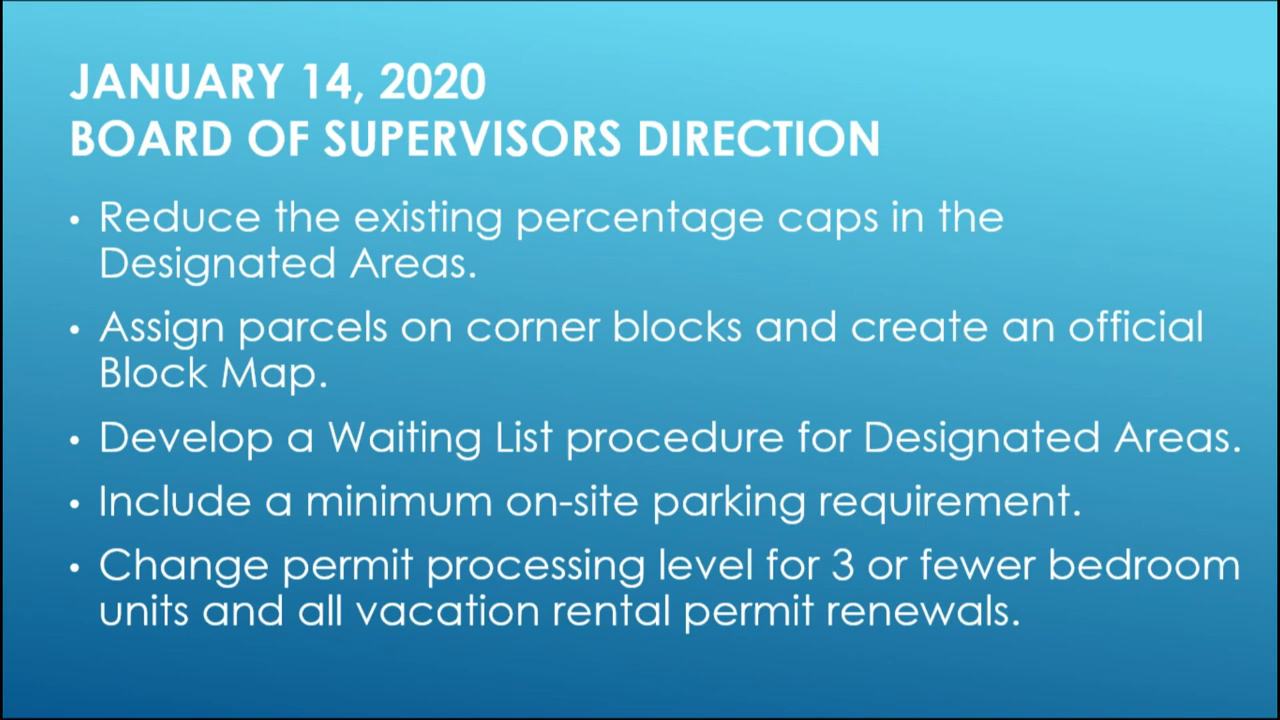 JANUARY 14, 2020
BOARD OF SUPERVISORS DIRECTION
• Reduce the existing percentage caps in the
Designated Areas.
• Assign parcels on corner blocks and create an official
Block Map.
• Develop a Waiting List procedure for Designated Areas.
• Include a minimum on-site parking requirement.
• Change permit processing level for 3 or fewer bedroom
units and all vacation rental permit renewals.